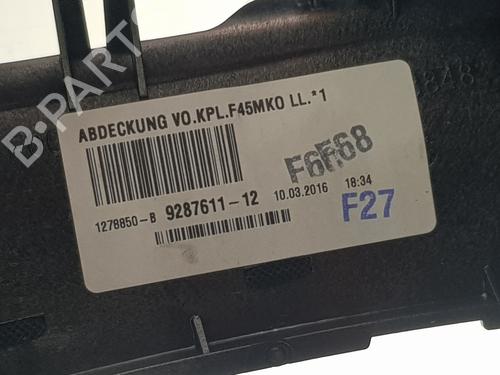 B-PARTS
ABDECKUNG VO.KPL.F45MKO LL.*1
F6F68
1278850-B 9287611-12 10.03.2016 18:34
F27